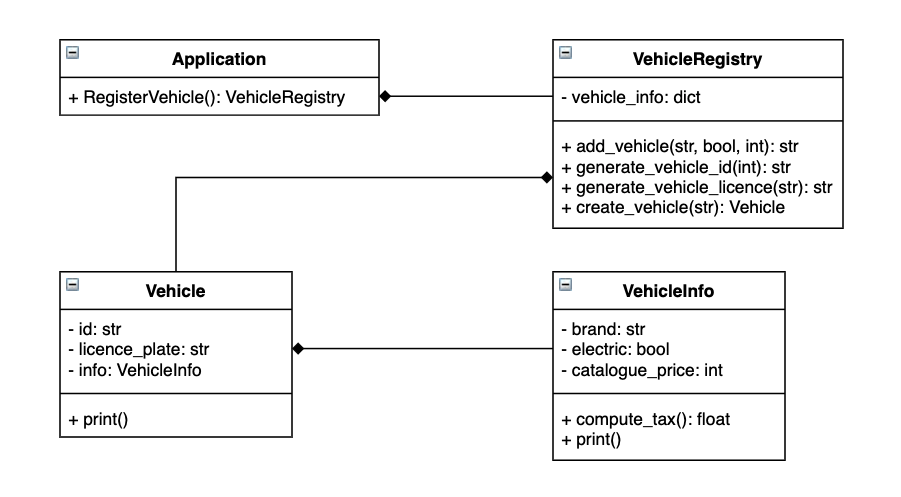 Application
+ RegisterVehicle(): VehicleRegistry
VehicleRegistry
- vehicle_info: dict
+ add_vehicle(str, bool, int): str
+ generate_vehicle_id(int): str
+ generate_vehicle_licence(str): str
+ create_vehicle(str): Vehicle
Vehicle
- id: str
- licence_plate: str
- info: VehicleInfo
+ print()
VehicleInfo
- brand: str
- electric: bool
- catalogue_price: int
+ compute_tax(): float
+ print()